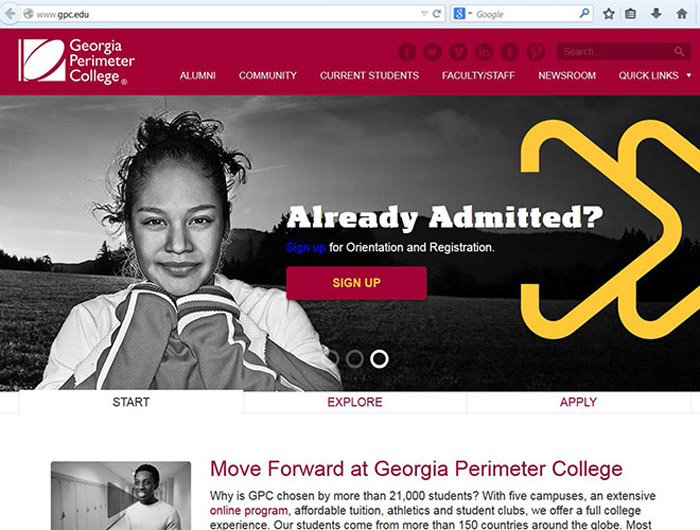 www.gpc.edu
Google
Georgia
Perimeter
College®
Search...
ALUMNI COMMUNITY CURRENT STUDENTS FACULTY/STAFF NEWSROOM QUICK LINKS
Already Admitted?
Sign up for Orientation and Registration.
SIGN UP
START EXPLORE APPLY
Move Forward at Georgia Perimeter College
Why is GPC chosen by more than 21,000 students? With five campuses, an extensive
online program, affordable tuition, athletics and student clubs, we offer a full college
experience. Our students come from more than 150 countries around the globe. Most